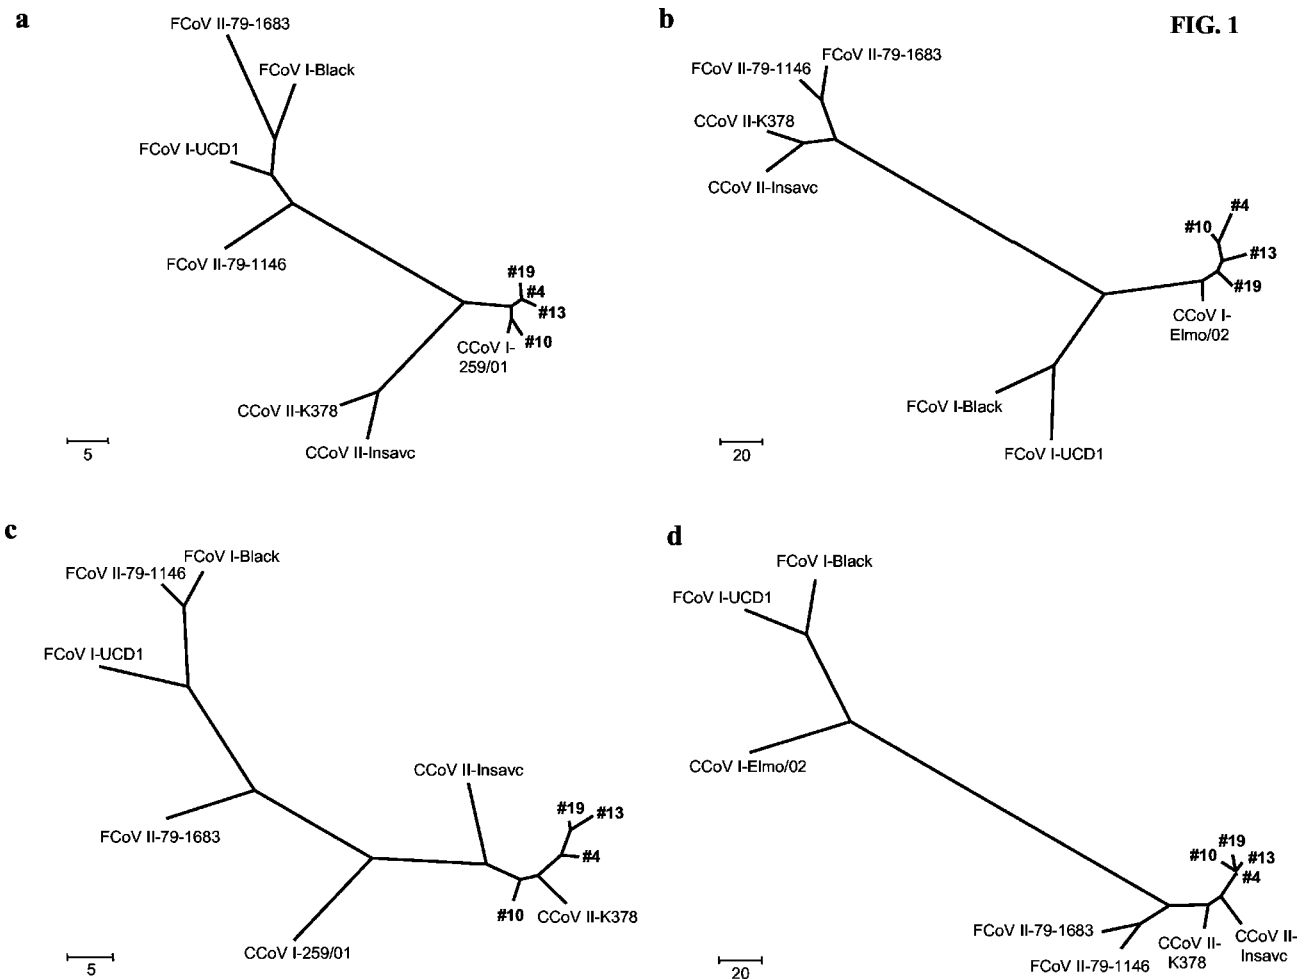 a
FCoV II-79-1683
FCoV I-Black
FCoV I-UCD1
FCoV II-79-1146
#19
#4
#13
#10
CCoV I-
259/01
CCoV II-K378
CCoV II-Insavc
5
b
FIG. 1
FCoV II-79-1683
FCoV II-79-1146
CCoV II-K378
CCoV II-Insavc
#4
#10
#13
#19
CCoV I-
Elmo/02
FCoV I-Black
FCoV I-UCD1
20
c
FCoV I-Black
FCoV II-79-1146
FCoV I-UCD1
CCoV II-Insavc
#19
#13
#4
FCoV II-79-1683
#10
CCoV II-K378
CCoV I-259/01
5
d
FCoV I-Black
FCoV I-UCD1
CCoV I-Elmo/02
#19
#10
#13
#4
FCoV II-79-1683
FCoV II-79-1146
CCoV II-
K378
CCoV II-
Insavc
20